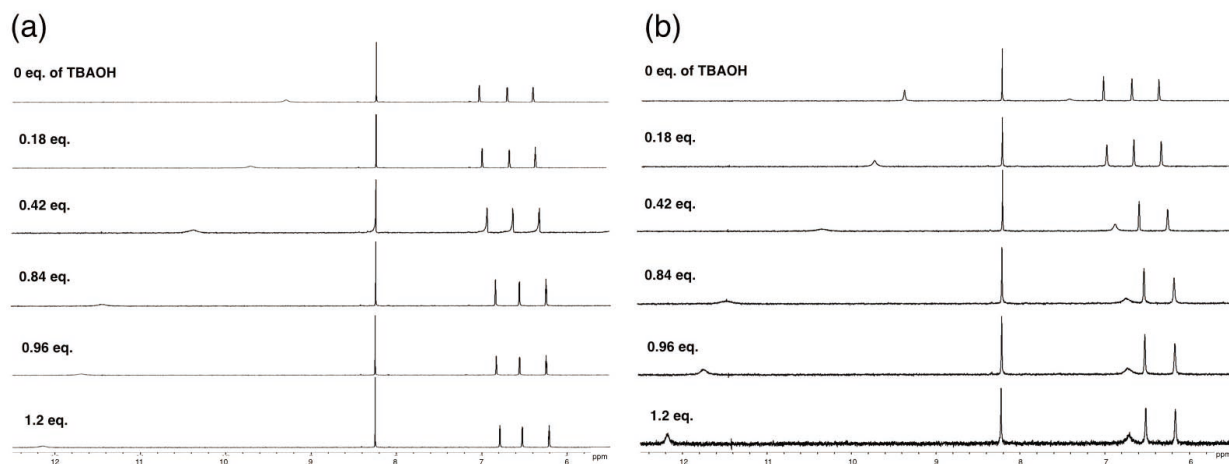 (a)
0 eq. of TBAOH
0.18 eq.
0.42 eq.
0.84 eq.
0.96 eq.
1.2 eq.
12 11 10 9 8 7 6 ppm
(b)
0 eq. of TBAOH
0.18 eq.
0.42 eq.
0.84 eq.
0.96 eq.
1.2 eq.
12 11 10 9 8 7 6 ppm